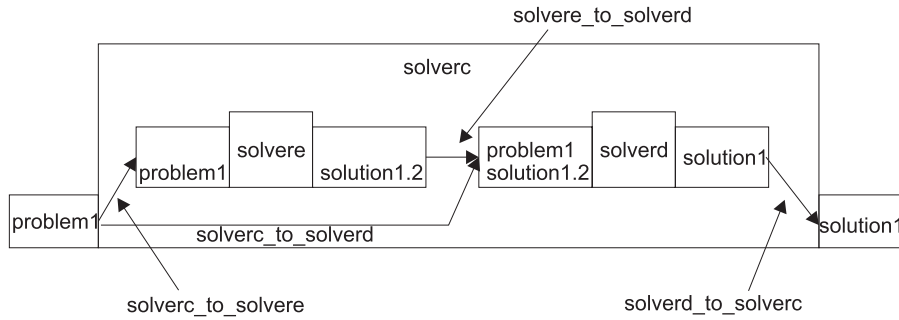 solvere_to_solverd
solverc
solvere
problem1
solution1.2
problem1
solution1.2
solverd
solution1
problem1
solverc_to_solverd
solution1
solverc_to_solvere
solverd_to_solverc